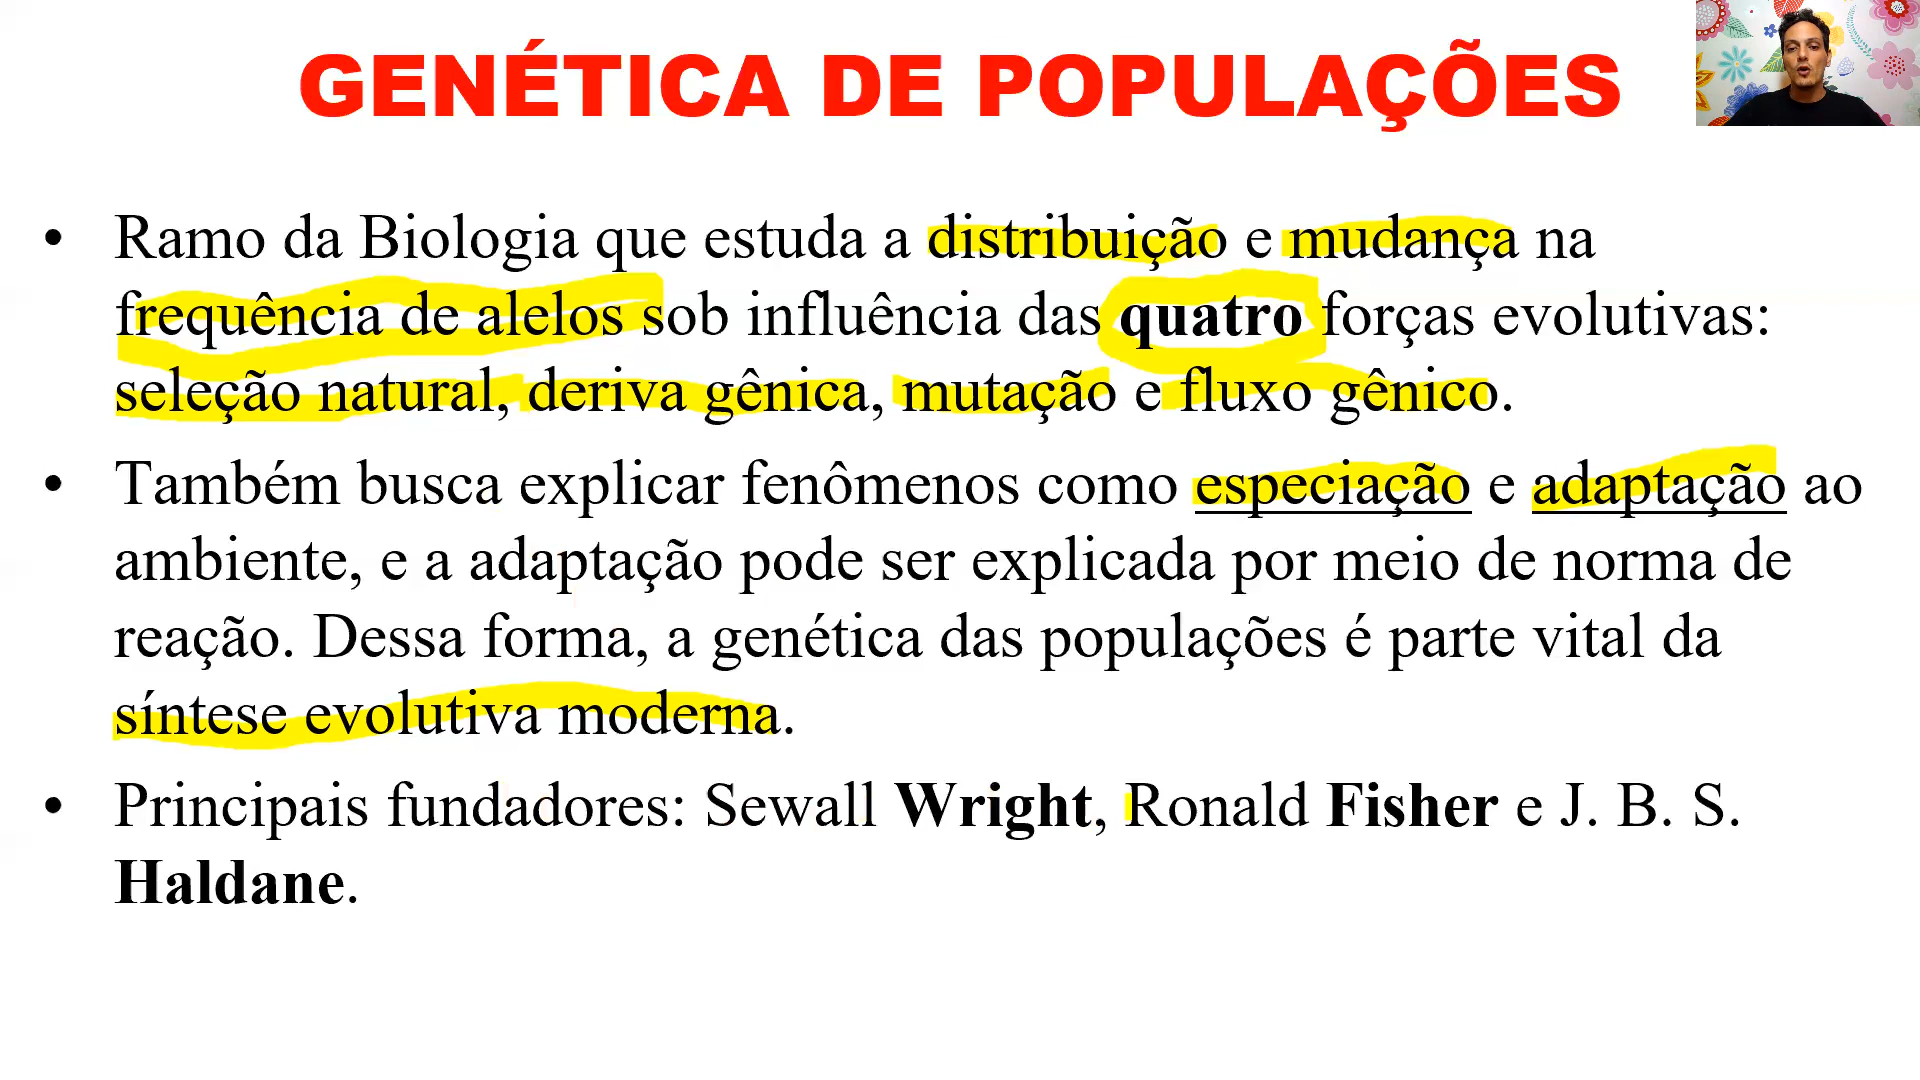 GENÉTICA DE POPULAÇÕES
• Ramo da Biologia que estuda a distribuição e mudança na
frequência de alelos sob influência das quatro forças evolutivas:
seleção natural, deriva gênica, mutação e fluxo gênico.
• Também busca explicar fenômenos como especiação e adaptação ao
ambiente, e a adaptação pode ser explicada por meio de norma de
reação. Dessa forma, a genética das populações é parte vital da
síntese evolutiva moderna.
• Principais fundadores: Sewall Wright, Ronald Fisher e J. B. S.
Haldane.